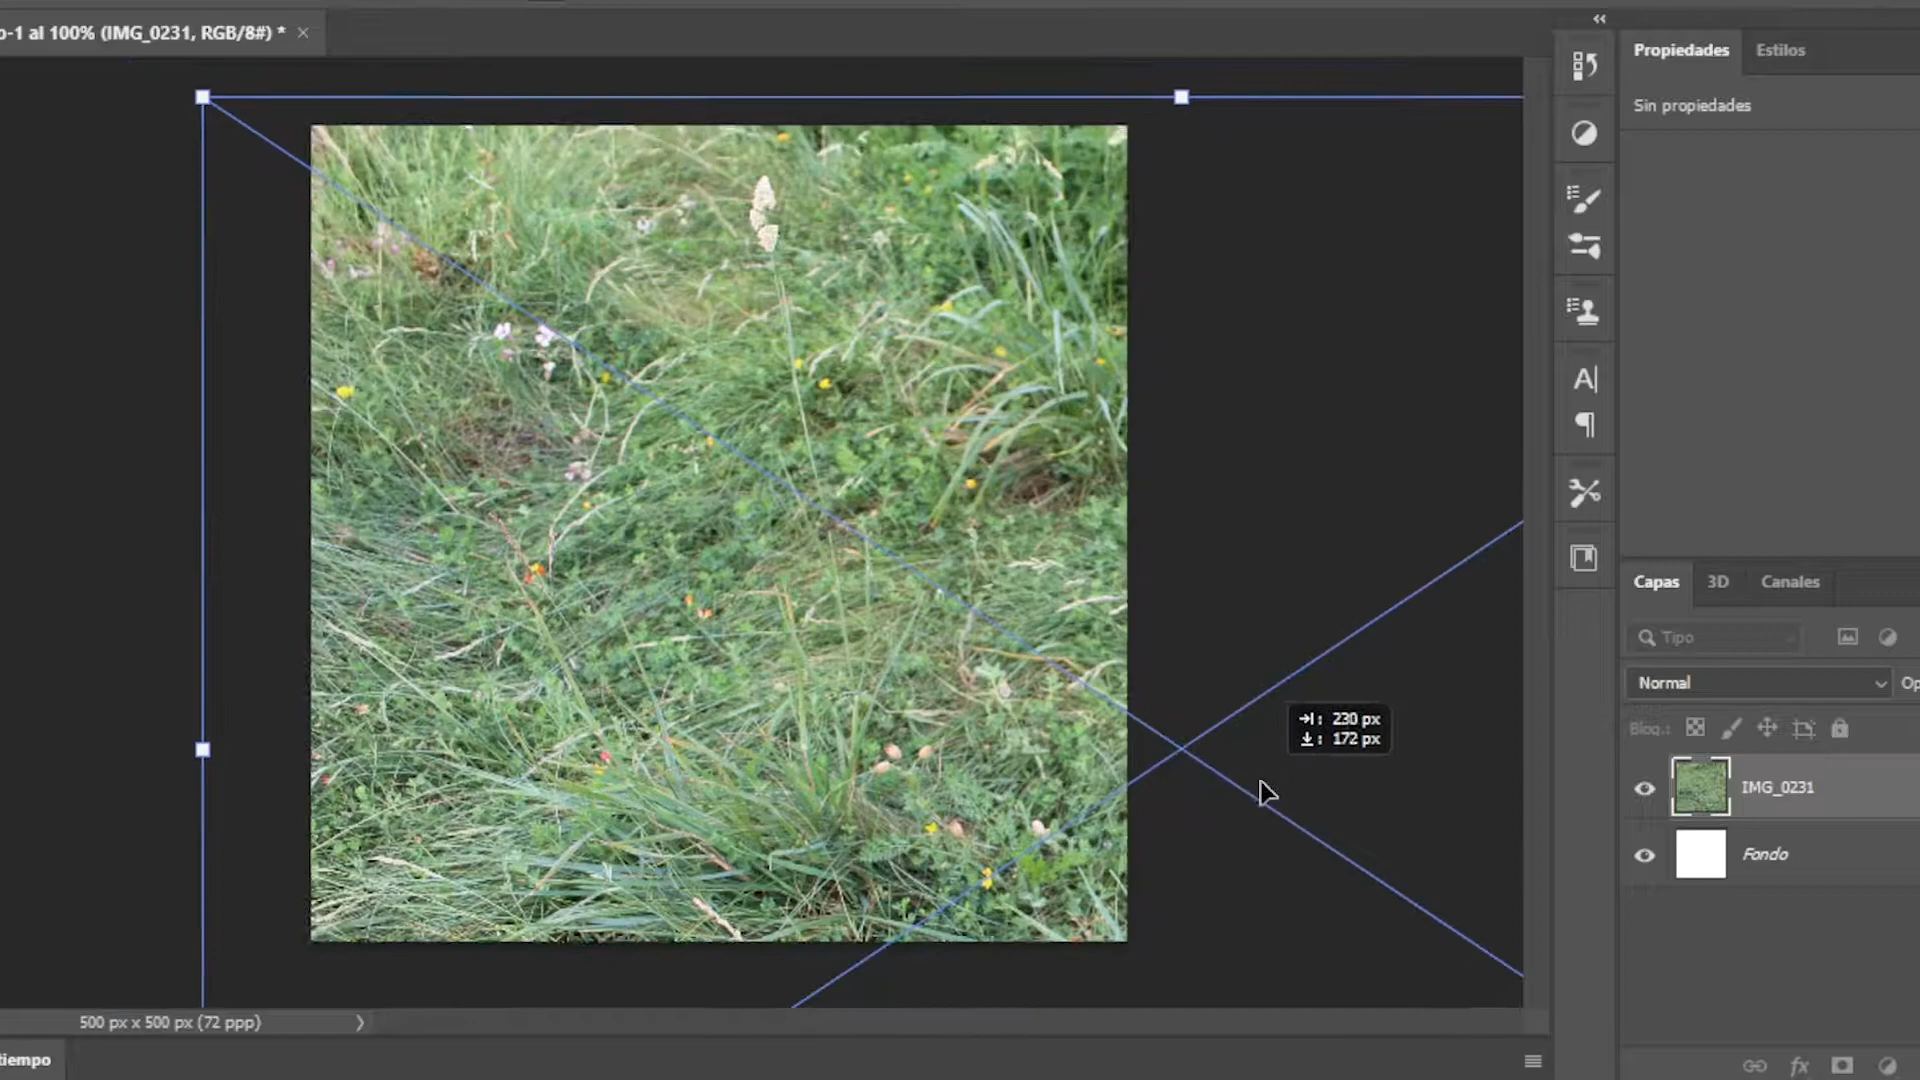 o-1 al 100% (IMG_0231, RGB/8#) *
Propiedades
Estilos
Sin propiedades
230 px
172 px
Capas
3D
Canales
Tipo
Normal
Op
Bloq.:
IMG_0231
Fondo
500 px x 500 px (72 ppp)
tiempo
fx